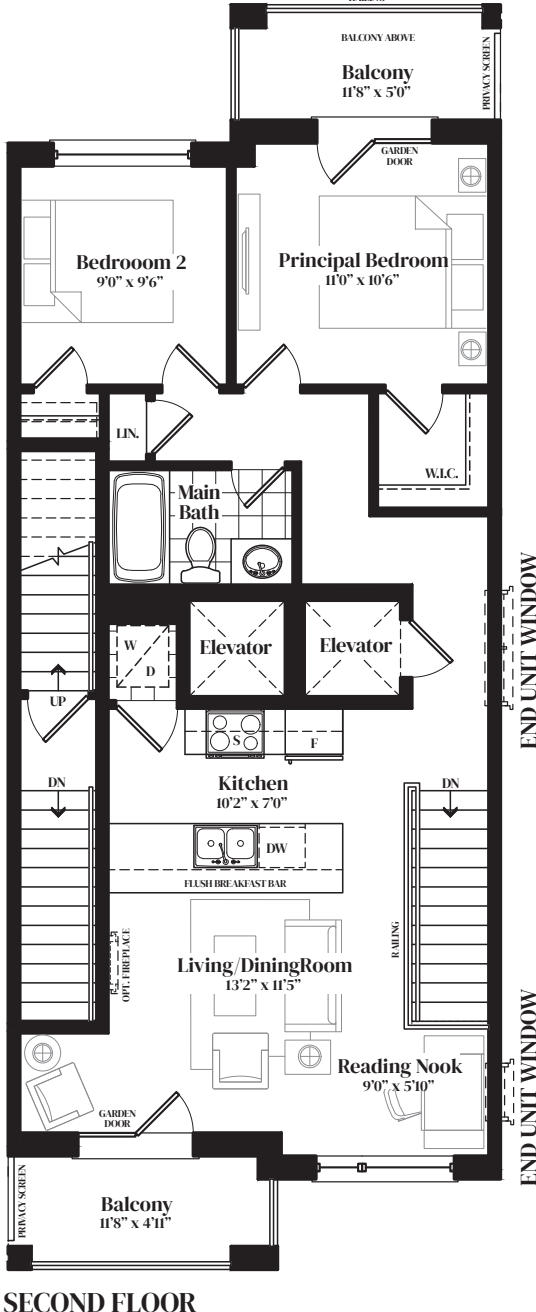 BALCONY ABOVE
Balcony
11'8" x 5'0"
PRIVACY SCREEN
GARDEN
DOOR
Bedrooom 2
9'0" x 9'6"
Principal Bedroom
11'0" x 10'6"
LIN.
W.I.C.
Main
Bath
W
D
Elevator
Elevator
END UNIT WINDOW
UP
S
F
Kitchen
10'2" x 7'0"
DN
DN
DW
FLUSH BREAKFAST BAR
RAILING
OPT. FIREPLACE
Living/DiningRoom
13'2" x 11'5"
Reading Nook
9'0" x 5'10"
END UNIT WINDOW
GARDEN
DOOR
PRIVACY SCREEN
Balcony
11'8" x 4'11"
SECOND FLOOR